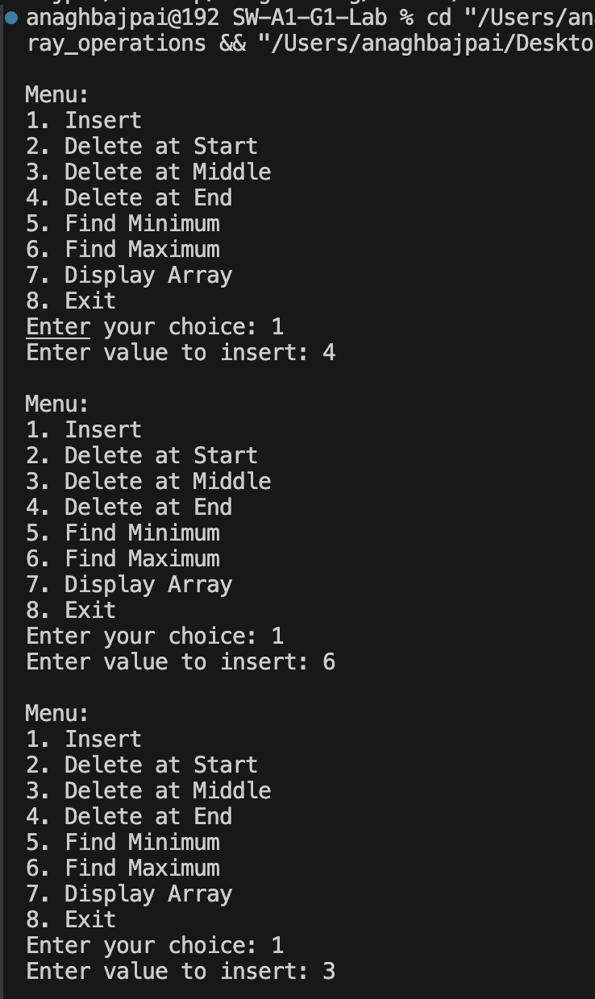 anaghbajpai@192 SW-A1-G1-Lab % cd "/Users/an
ray_operations && "/Users/anaghbajpai/Deskto
Menu:
1. Insert
2. Delete at Start
3. Delete at Middle
4. Delete at End
5. Find Minimum
6. Find Maximum
7. Display Array
8. Exit
Enter your choice: 1
Enter value to insert: 4
Menu:
1. Insert
2. Delete at Start
3. Delete at Middle
4. Delete at End
5. Find Minimum
6. Find Maximum
7. Display Array
8. Exit
Enter your choice: 1
Enter value to insert: 6
Menu:
1. Insert
2. Delete at Start
3. Delete at Middle
4. Delete at End
5. Find Minimum
6. Find Maximum
7. Display Array
8. Exit
Enter your choice: 1
Enter value to insert: 3